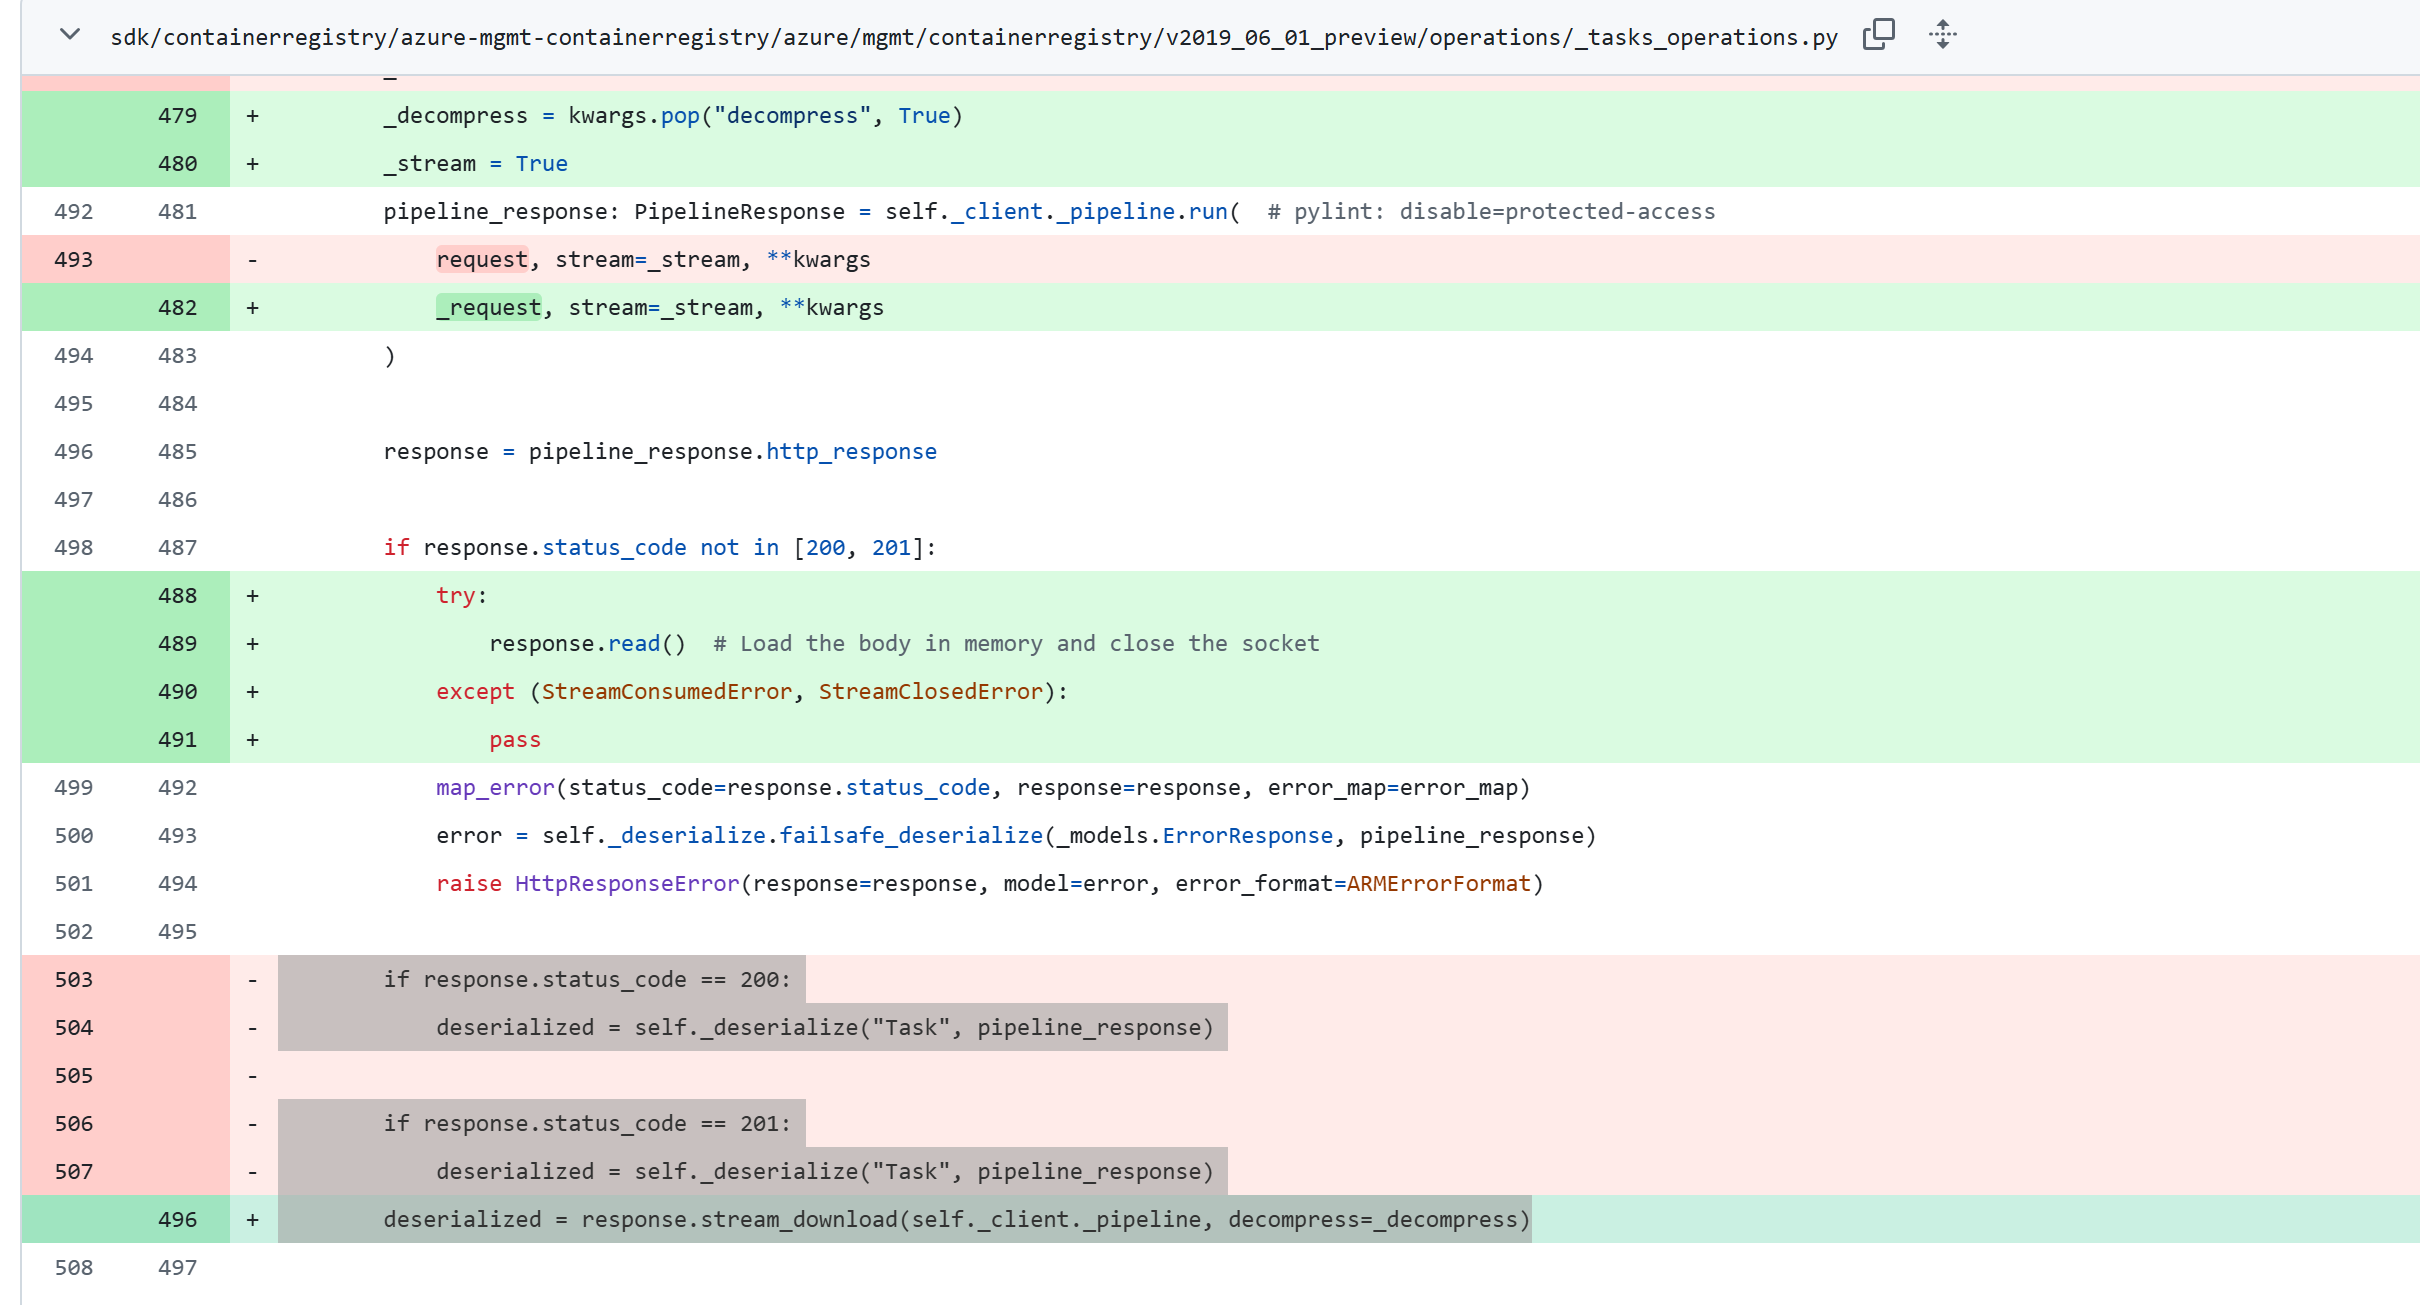 sdk/containerregistry/azure-mgmt-containerregistry/azure/mgmt/containerregistry/v2019_06_01_preview/operations/_tasks_operations.py
479 + _decompress = kwargs.pop("decompress", True)
480 + _stream = True
492 481 pipeline_response: PipelineResponse = self._client._pipeline.run(  # pylint: disable=protected-access
493 - request, stream=_stream, **kwargs
482 + _request, stream=_stream, **kwargs
494 483 )
495 484
496 485 response = pipeline_response.http_response
497 486
498 487 if response.status_code not in [200, 201]:
488 + try:
489 + response.read()  # Load the body in memory and close the socket
490 + except (StreamConsumedError, StreamClosedError):
491 + pass
499 492 map_error(status_code=response.status_code, response=response, error_map=error_map)
500 493 error = self._deserialize.failsafe_deserialize(_models.ErrorResponse, pipeline_response)
501 494 raise HttpResponseError(response=response, model=error, error_format=ARMErrorFormat)
502 495
503 - if response.status_code == 200:
504 - deserialized = self._deserialize("Task", pipeline_response)
505 -
506 - if response.status_code == 201:
507 - deserialized = self._deserialize("Task", pipeline_response)
496 + deserialized = response.stream_download(self._client._pipeline, decompress=_decompress)
508 497